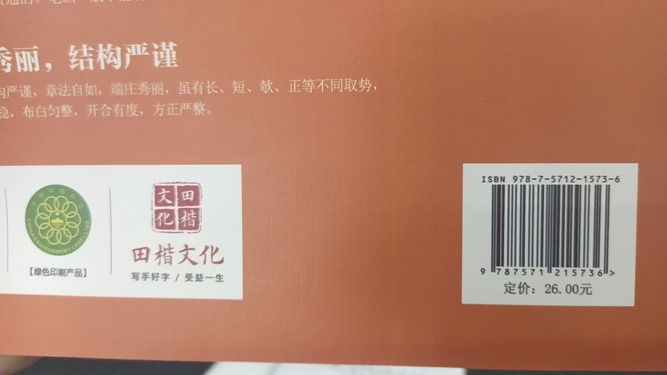 秀丽，结构严谨
构严谨，章法自如，端庄秀丽，虽有长、短、欹、正等不同取势，
稳，布白匀整，开合有度，方正严整。
【绿色印刷产品】
文田
化楷
田楷文化
写手好字 / 受益一生
ISBN 978-7-5712-1573-6
9 787571 215736 >
定价：26.00元